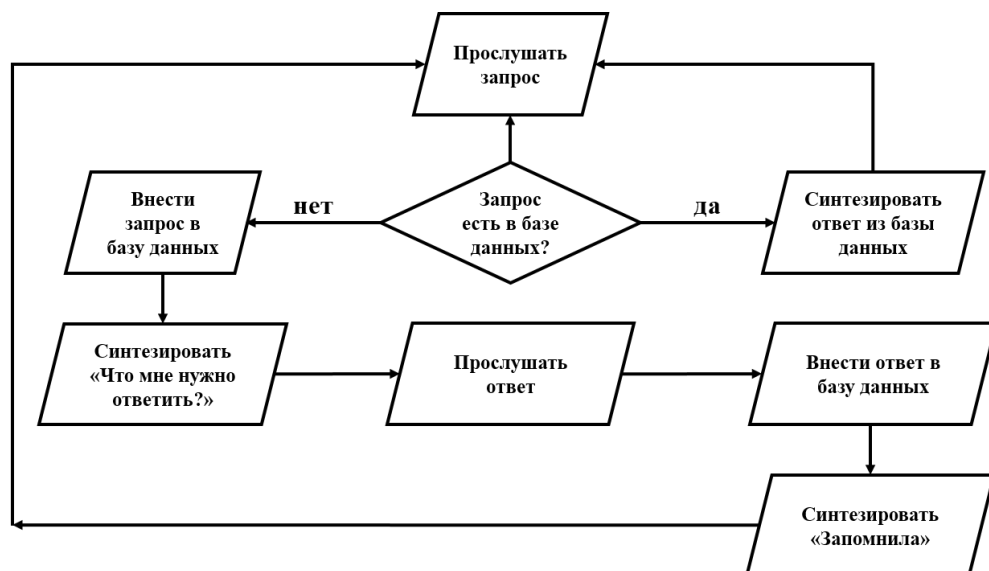 Прослушать
запрос
Внести
запрос в
базу данных
нет
Запрос
есть в базе
данных?
да
Синтезировать
ответ из базы
данных
Синтезировать
«Что мне нужно
ответить?»
Прослушать
ответ
Внести ответ в
базу данных
Синтезировать
«Запомнила»